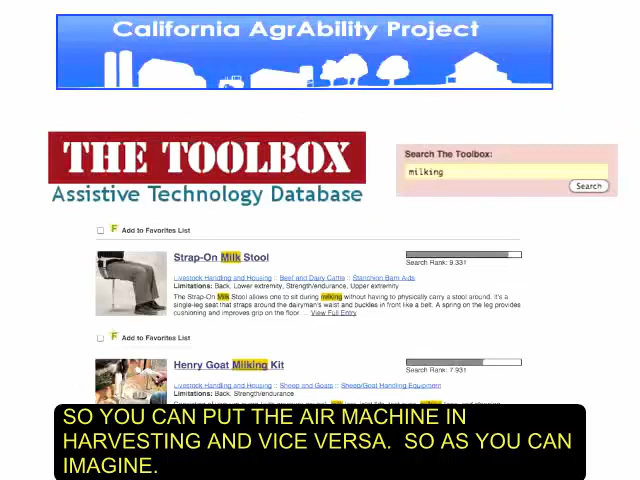 California AgrAbility Project
THE TOOLBOX
Assistive Technology Database
Search The Toolbox:
milking
Search
F Add to Favorites List
Strap-On Milk Stool
Search Rank: 9.331
Livestock Handling and Housing :: Beef and Dairy Cattle :: Stanchion Barn Aids
Limitations: Back, Lower extremity, Strength/endurance, Upper extremity
The Strap-On Milk Stool allows one to sit during milking without having to physically carry a stool around. It's a
single-leg seat that straps around the dairyman's waist and buckles in front like a belt. A spring on the leg provides
cushioning and improves grip on the floor. ... View Full Entry
F Add to Favorites List
Henry Goat Milking Kit
Search Rank: 7.931
Livestock Handling and Housing :: Sheep and Goats :: Sheep/Goat Handling Equipment
Limitations: Back, Strength/endurance
SO YOU CAN PUT THE AIR MACHINE IN
HARVESTING AND VICE VERSA. SO AS YOU CAN
IMAGINE.